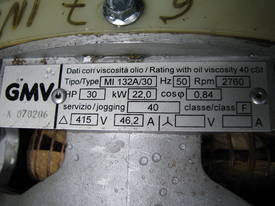 Dati con viscosità olio / Rating with oil viscosity 40 cSt
Tipo/Type MI 132A/30 Hz 50 Rpm 2760
GMV HP 30 kW 22,0 cosφ 0,84
N 070206 servizio/jogging 40 classe/class F
△ 415 V 46,2 A Y V A